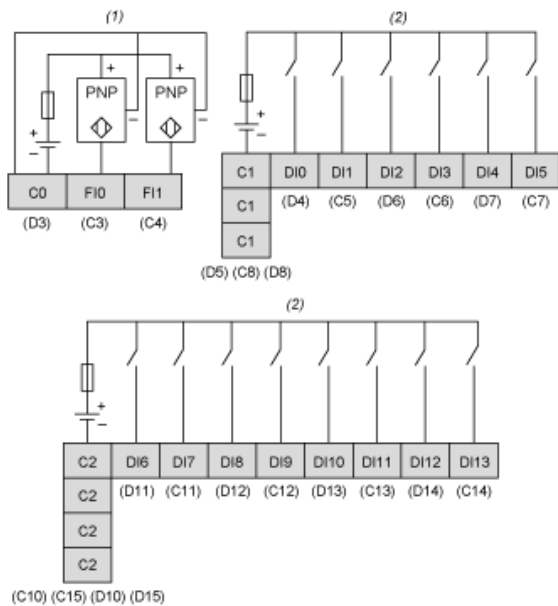 (1)
+ +
PNP PNP
+ − −
−
C0 FI0 FI1
(D3) (C3) (C4)
(2)
+
−
C1 DI0 DI1 DI2 DI3 DI4 DI5
C1 (D4) (C5) (D6) (C6) (D7) (C7)
C1
(D5) (C8) (D8)
(2)
+
−
C2 DI6 DI7 DI8 DI9 DI10 DI11 DI12 DI13
C2 (D11) (C11) (D12) (C12) (D13) (C13) (D14) (C14)
C2
C2
(C10) (C15) (D10) (D15)